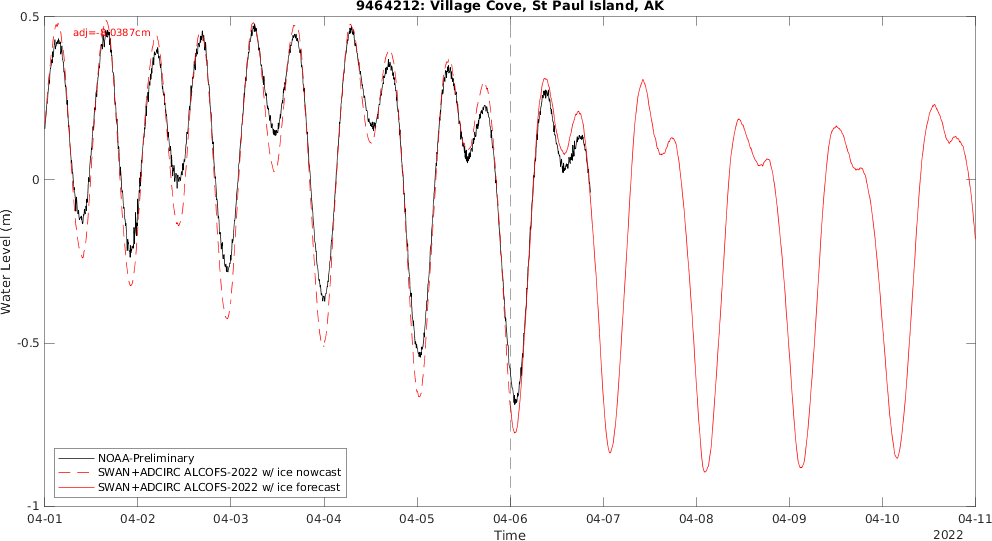 9464212: Village Cove, St Paul Island, AK
0.5
0
-0.5
-1
Water Level (m)
NOAA-Preliminary
SWAN+ADCIRC ALCOFS-2022 w/ ice nowcast
SWAN+ADCIRC ALCOFS-2022 w/ ice forecast
04-01 04-02 04-03 04-04 04-05 04-06 04-07 04-08 04-09 04-10 04-11
Time
2022